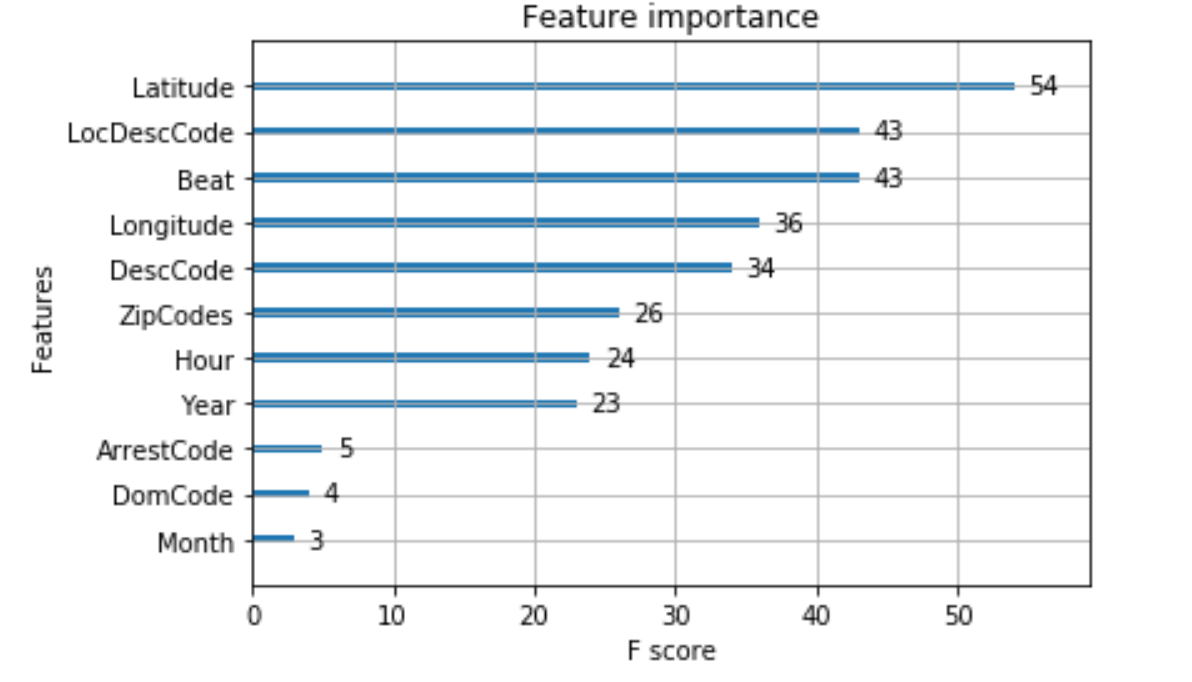 Feature importance
Features
Latitude 54
LocDescCode 43
Beat 43
Longitude 36
DescCode 34
ZipCodes 26
Hour 24
Year 23
ArrestCode 5
DomCode 4
Month 3
0 10 20 30 40 50
F score